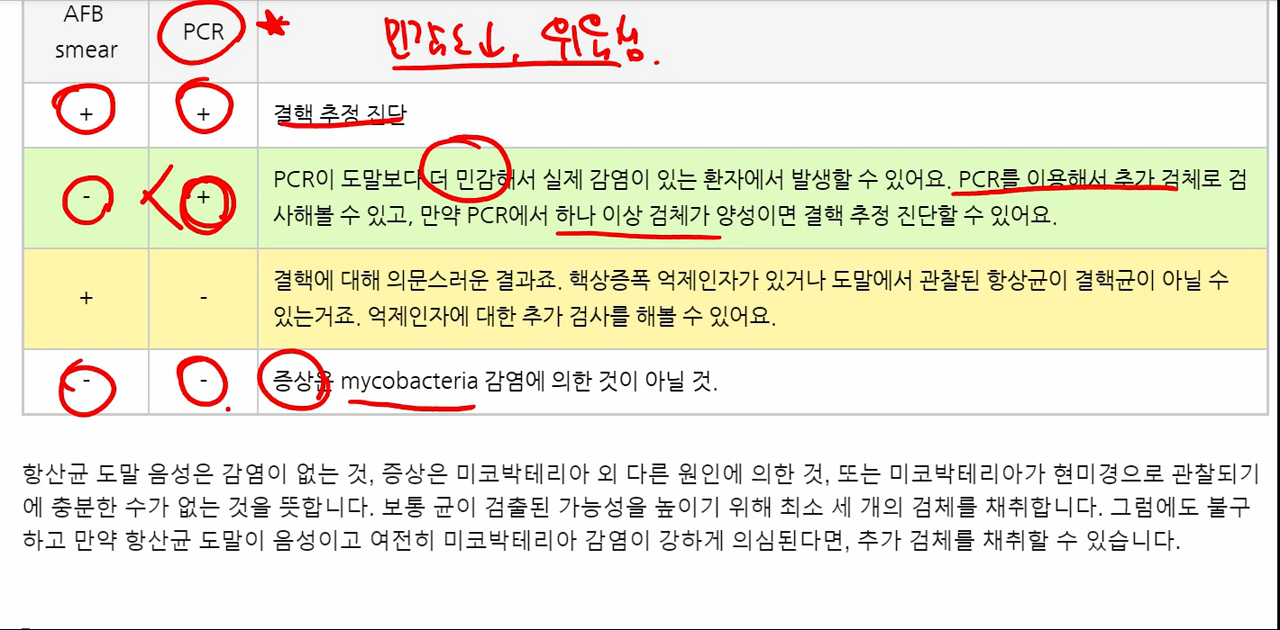 AFB
smear
PCR
민감도↓, 위음성.
+
+
결핵 추정 진단
-
+
PCR이 도말보다 더 민감해서 실제 감염이 있는 환자에서 발생할 수 있어요. PCR를 이용해서 추가 검체로 검
사해볼 수 있고, 만약 PCR에서 하나 이상 검체가 양성이면 결핵 추정 진단할 수 있어요.
+
-
결핵에 대해 의문스러운 결과죠. 핵상증폭 억제인자가 있거나 도말에서 관찰된 항상균이 결핵균이 아닐 수
있는거죠. 억제인자에 대한 추가 검사를 해볼 수 있어요.
-
-
증상은 mycobacteria 감염에 의한 것이 아닐 것.
항산균 도말 음성은 감염이 없는 것, 증상은 미코박테리아 외 다른 원인에 의한 것, 또는 미코박테리아가 현미경으로 관찰되기
에 충분한 수가 없는 것을 뜻합니다. 보통 균이 검출된 가능성을 높이기 위해 최소 세 개의 검체를 채취합니다. 그럼에도 불구
하고 만약 항산균 도말이 음성이고 여전히 미코박테리아 감염이 강하게 의심된다면, 추가 검체를 채취할 수 있습니다.